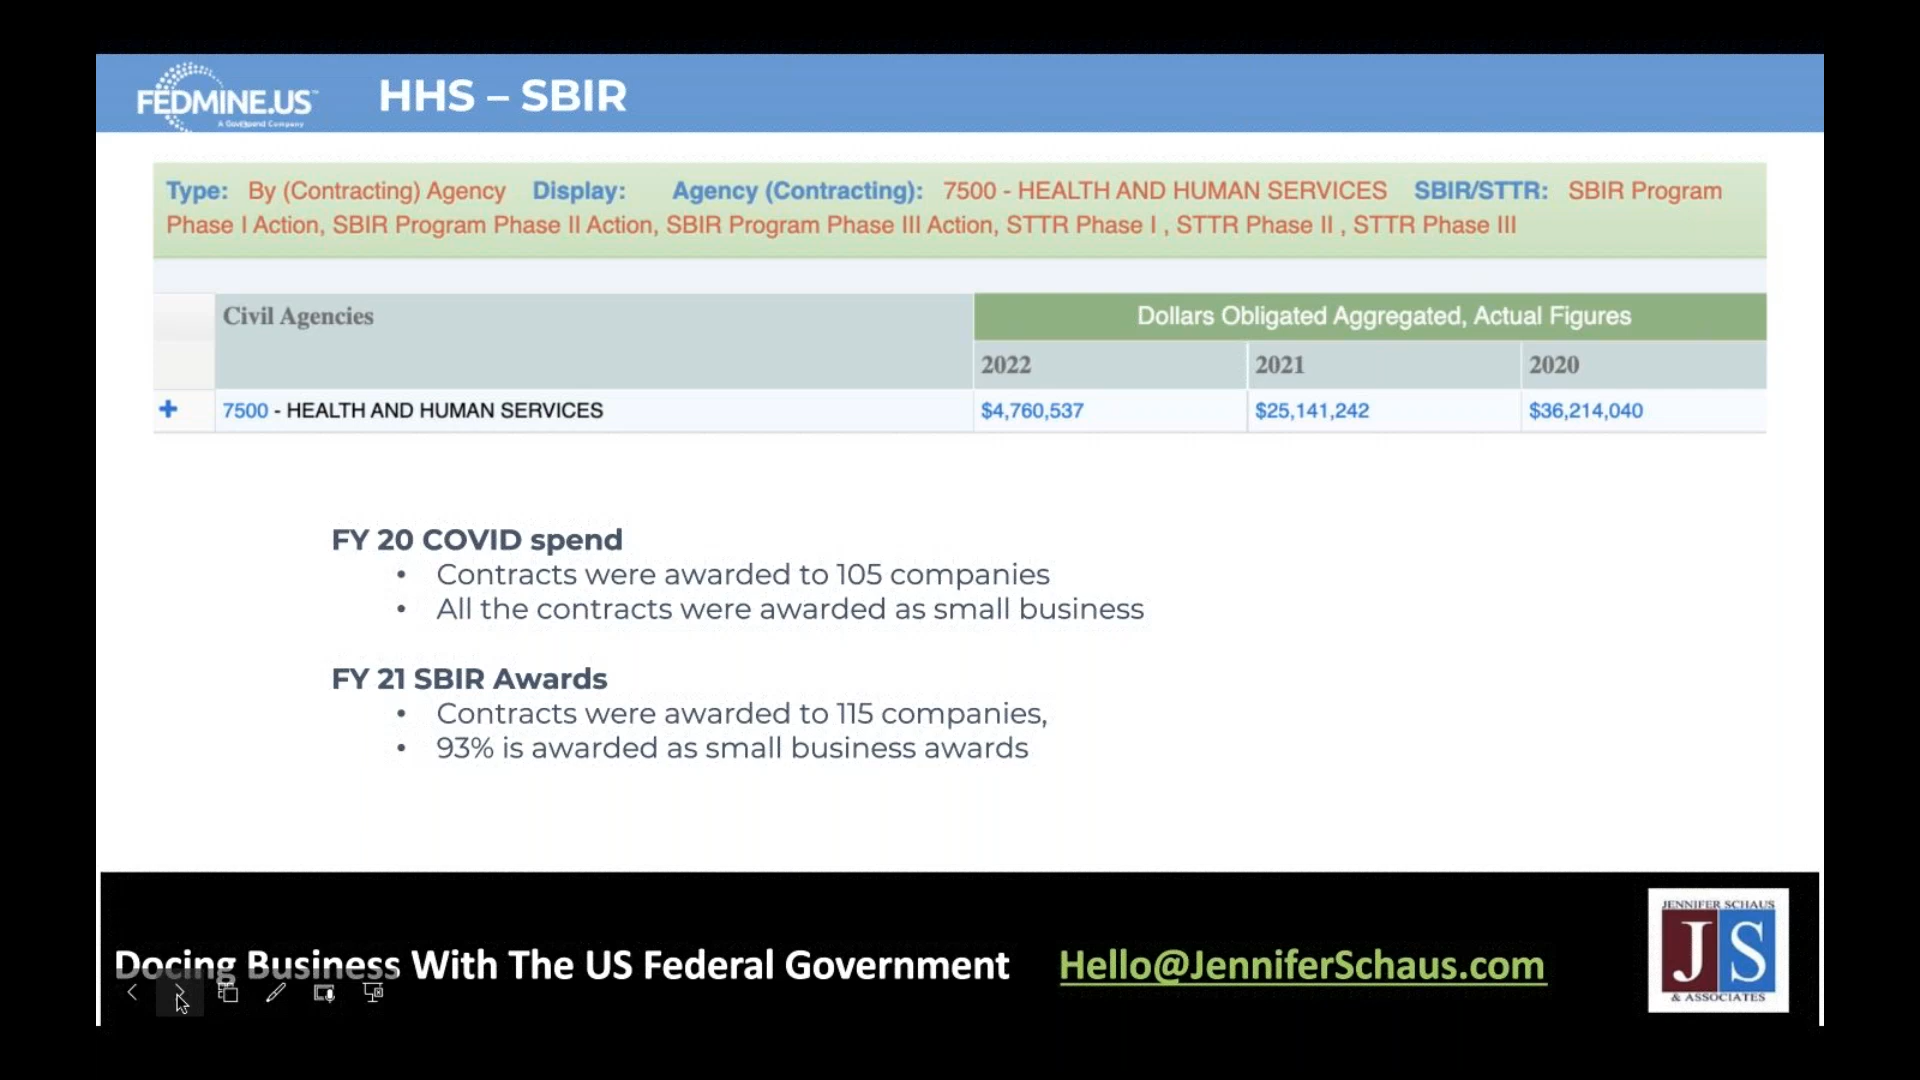 FEDMINE.US™
A GovSpend Company
HHS – SBIR
Type: By (Contracting) Agency Display: Agency (Contracting): 7500 - HEALTH AND HUMAN SERVICES SBIR/STTR: SBIR Program
Phase I Action, SBIR Program Phase II Action, SBIR Program Phase III Action, STTR Phase I , STTR Phase II , STTR Phase III
Civil Agencies
Dollars Obligated Aggregated, Actual Figures
2022 2021 2020
7500 - HEALTH AND HUMAN SERVICES $4,760,537 $25,141,242 $36,214,040
FY 20 COVID spend
• Contracts were awarded to 105 companies
• All the contracts were awarded as small business
FY 21 SBIR Awards
• Contracts were awarded to 115 companies,
• 93% is awarded as small business awards
Docing Business With The US Federal Government Hello@JenniferSchaus.com
JENNIFER SCHAUS
JS
& ASSOCIATES